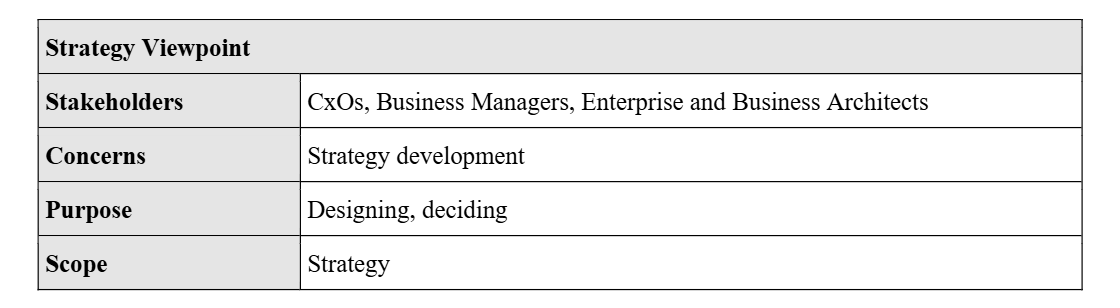 Strategy Viewpoint
Stakeholders CxOs, Business Managers, Enterprise and Business Architects
Concerns Strategy development
Purpose Designing, deciding
Scope Strategy